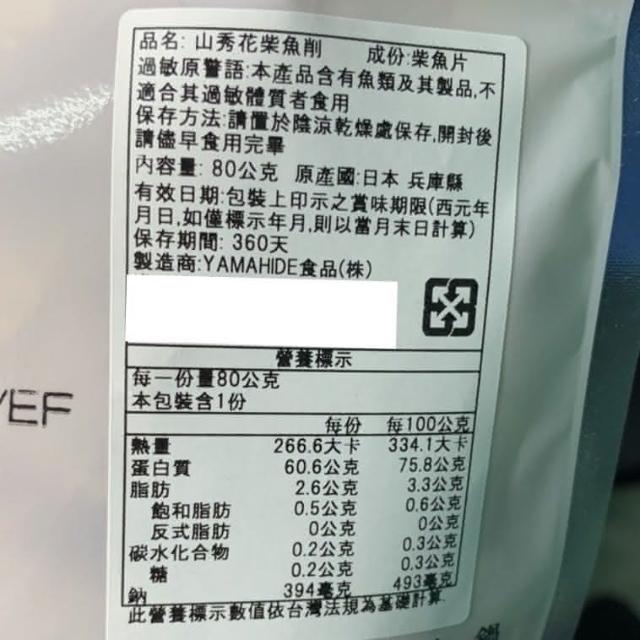 品名: 山秀花柴魚削 成份:柴魚片
過敏原警語:本產品含有魚類及其製品,不
適合其過敏體質者食用
保存方法:請置於陰涼乾燥處保存,開封後
請儘早食用完畢
內容量: 80公克 原產國:日本 兵庫縣
有效日期:包裝上印示之賞味期限(西元年
月日,如僅標示年月,則以當月末日計算)
保存期間: 360天
製造商:YAMAHIDE食品(株)
營養標示
每一份量80公克
本包裝含1份
每份 每100公克
熱量 266.6大卡 334.1大卡
蛋白質 60.6公克 75.8公克
脂肪 2.6公克 3.3公克
飽和脂肪 0.5公克 0.6公克
反式脂肪 0公克 0公克
碳水化合物 0.2公克 0.3公克
糖 0.2公克 0.3公克
鈉 394毫克 493毫克
此營養標示數值依台灣法規為基礎計算
YEF